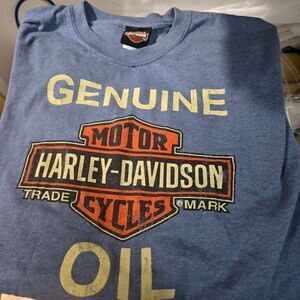 GENUINE
MOTOR
HARLEY-DAVIDSON
TRADE MARK
CYCLES
OIL